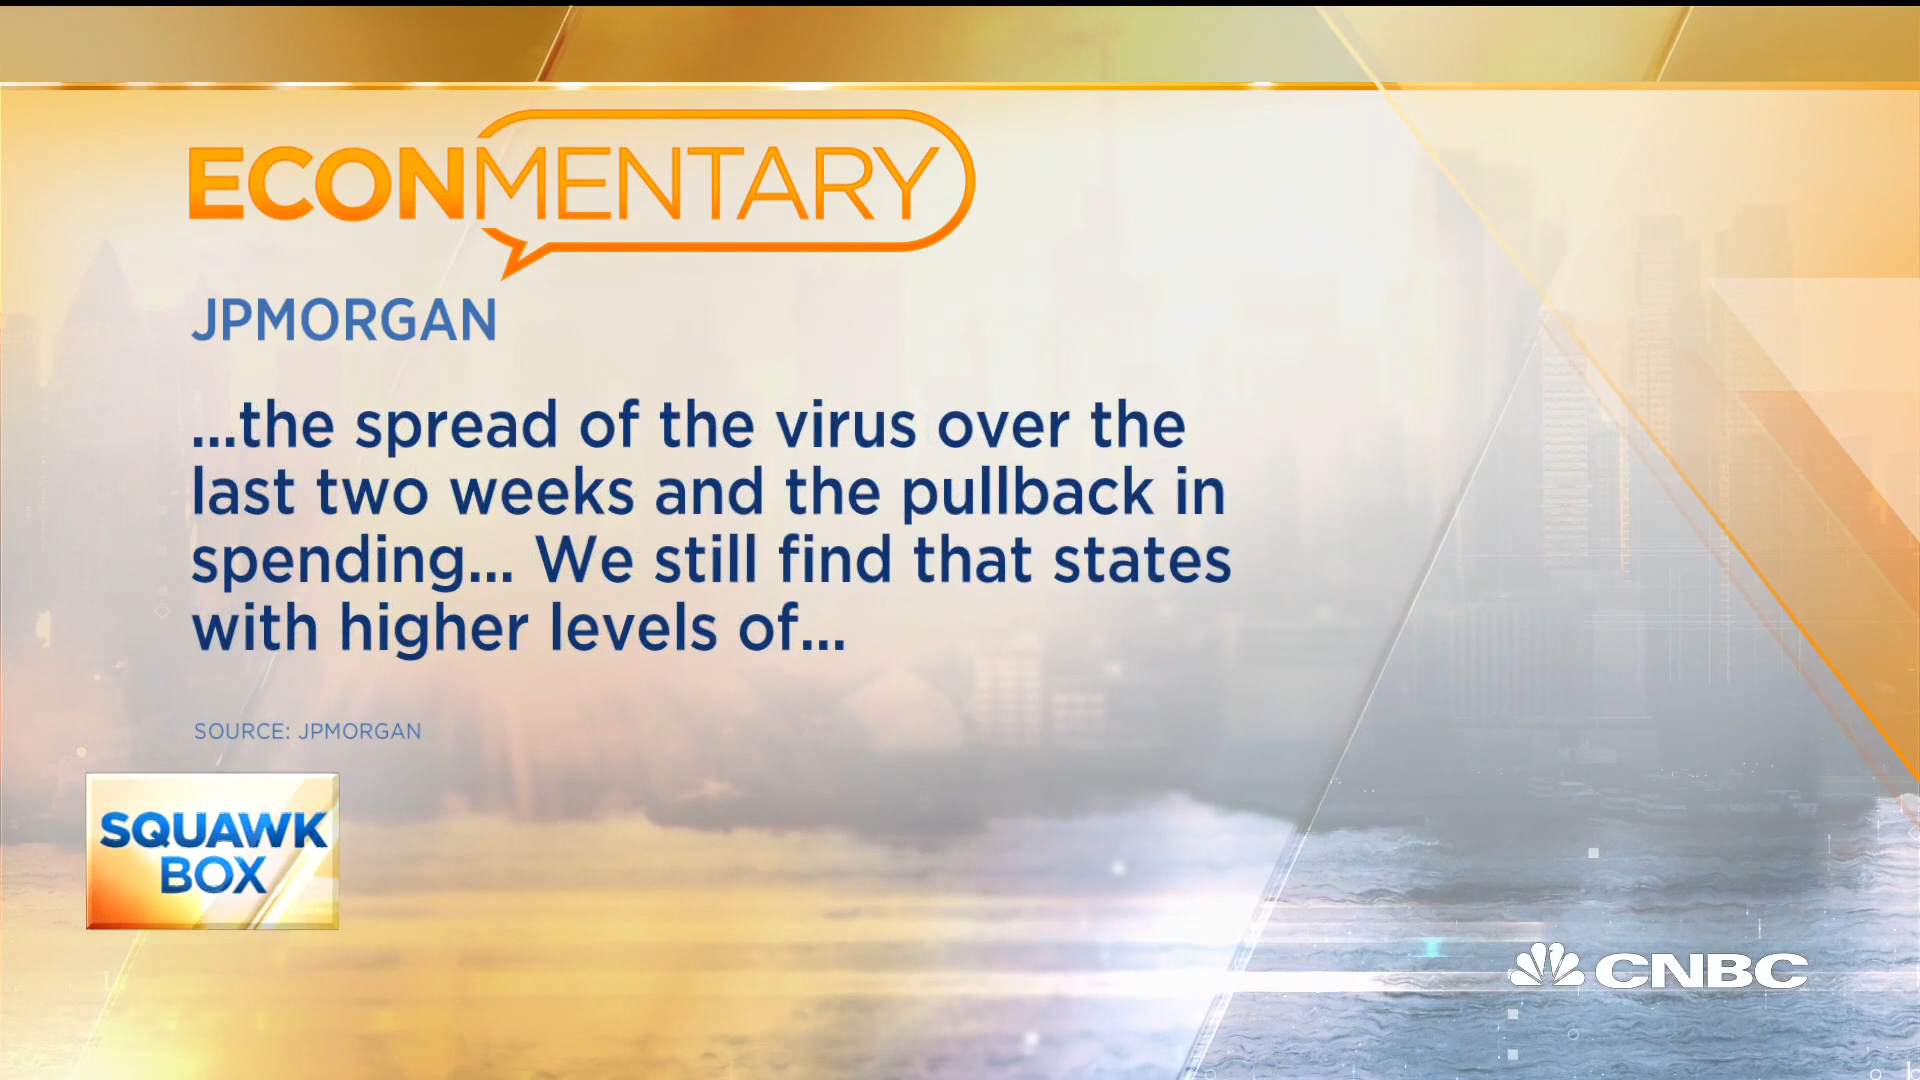 ECONMENTARY
JPMORGAN
...the spread of the virus over the
last two weeks and the pullback in
spending... We still find that states
with higher levels of...
SOURCE: JPMORGAN
SQUAWK
BOX
CNBC